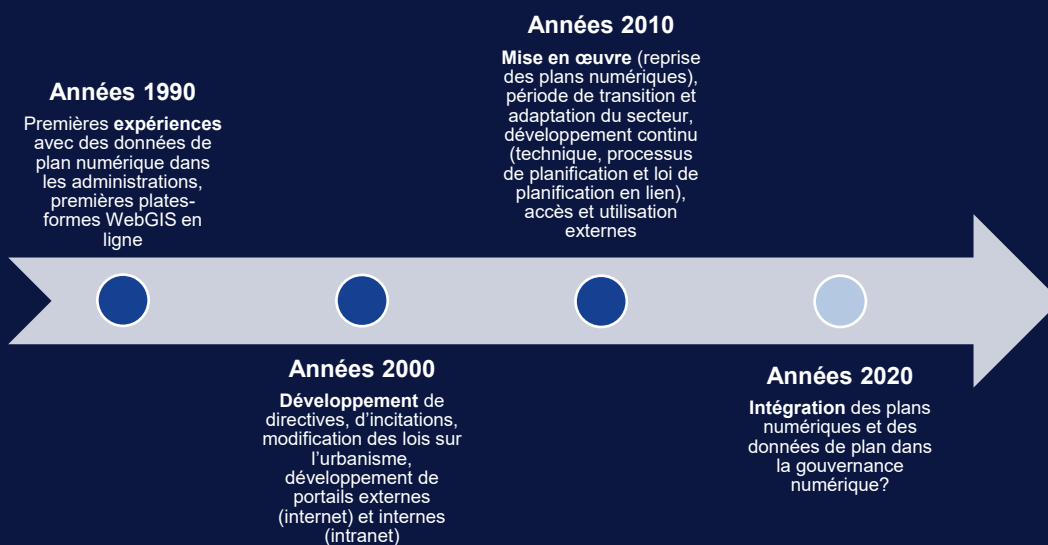 Années 1990
Premières expériences
avec des données de
plan numérique dans
les administrations,
premières plates-
formes WebGIS en
ligne
Années 2000
Développement de
directives, d'incitations,
modification des lois sur
l'urbanisme,
développement de
portails externes
(internet) et internes
(intranet)
Années 2010
Mise en œuvre (reprise
des plans numériques),
période de transition et
adaptation du secteur,
développement continu
(technique, processus
de planification et loi de
planification en lien),
accès et utilisation
externes
Années 2020
Intégration des plans
numériques et des
données de plan dans
la gouvernance
numérique?